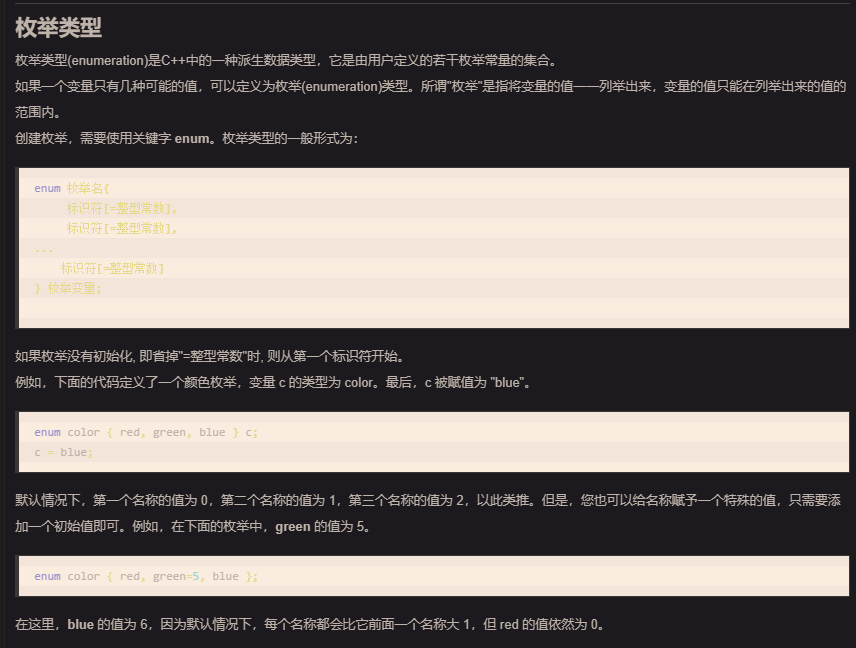 枚举类型
枚举类型(enumeration)是C++中的一种派生数据类型，它是由用户定义的若干枚举常量的集合。
如果一个变量只有几种可能的值，可以定义为枚举(enumeration)类型。所谓"枚举"是指将变量的值一一列举出来，变量的值只能在列举出来的值的
范围内。
创建枚举，需要使用关键字 enum。枚举类型的一般形式为：
enum 枚举名{
标识符[=整型常数],
标识符[=整型常数],
...
标识符[=整型常数]
} 枚举变量;
如果枚举没有初始化, 即省掉"=整型常数"时, 则从第一个标识符开始。
例如，下面的代码定义了一个颜色枚举，变量 c 的类型为 color。最后，c 被赋值为 "blue"。
enum color { red, green, blue } c;
c = blue;
默认情况下，第一个名称的值为 0，第二个名称的值为 1，第三个名称的值为 2，以此类推。但是，您也可以给名称赋予一个特殊的值，只需要添
加一个初始值即可。例如，在下面的枚举中，green 的值为 5。
enum color { red, green=5, blue };
在这里，blue 的值为 6，因为默认情况下，每个名称都会比它前面一个名称大 1，但 red 的值依然为 0。